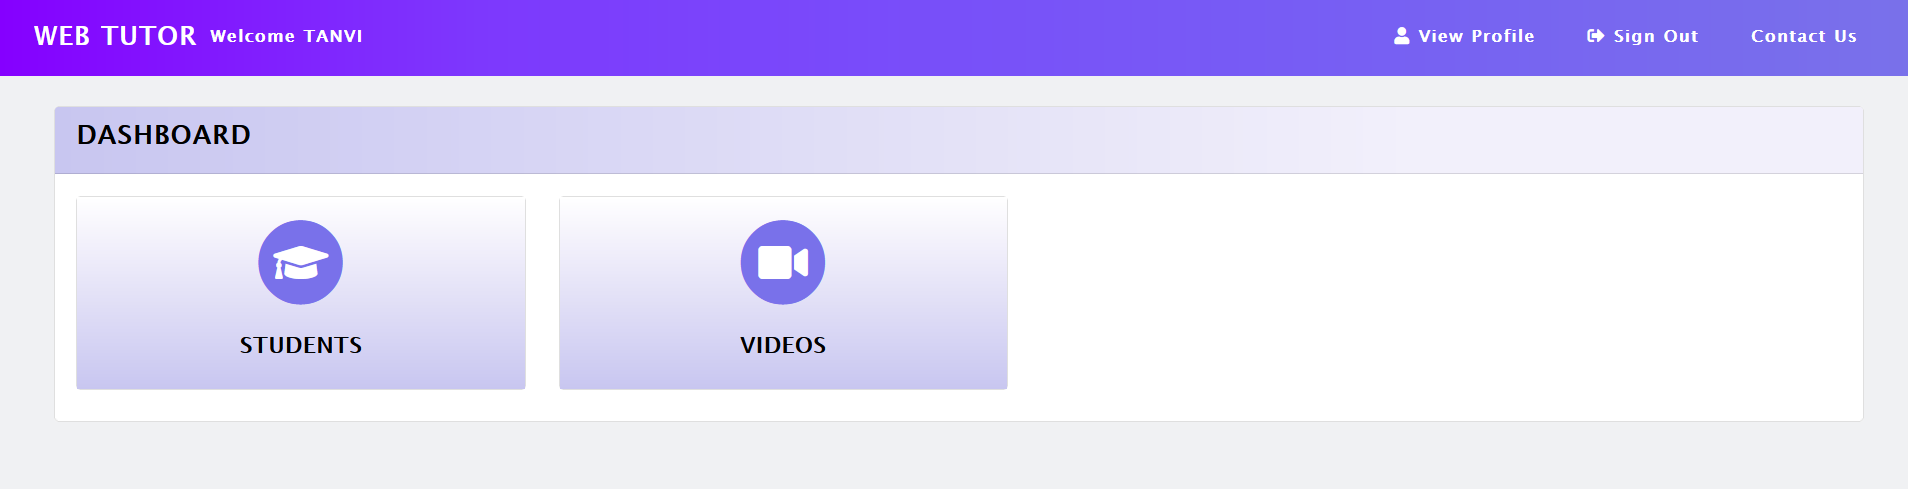 WEB TUTOR Welcome TANVI View Profile Sign Out Contact Us
DASHBOARD
STUDENTS VIDEOS